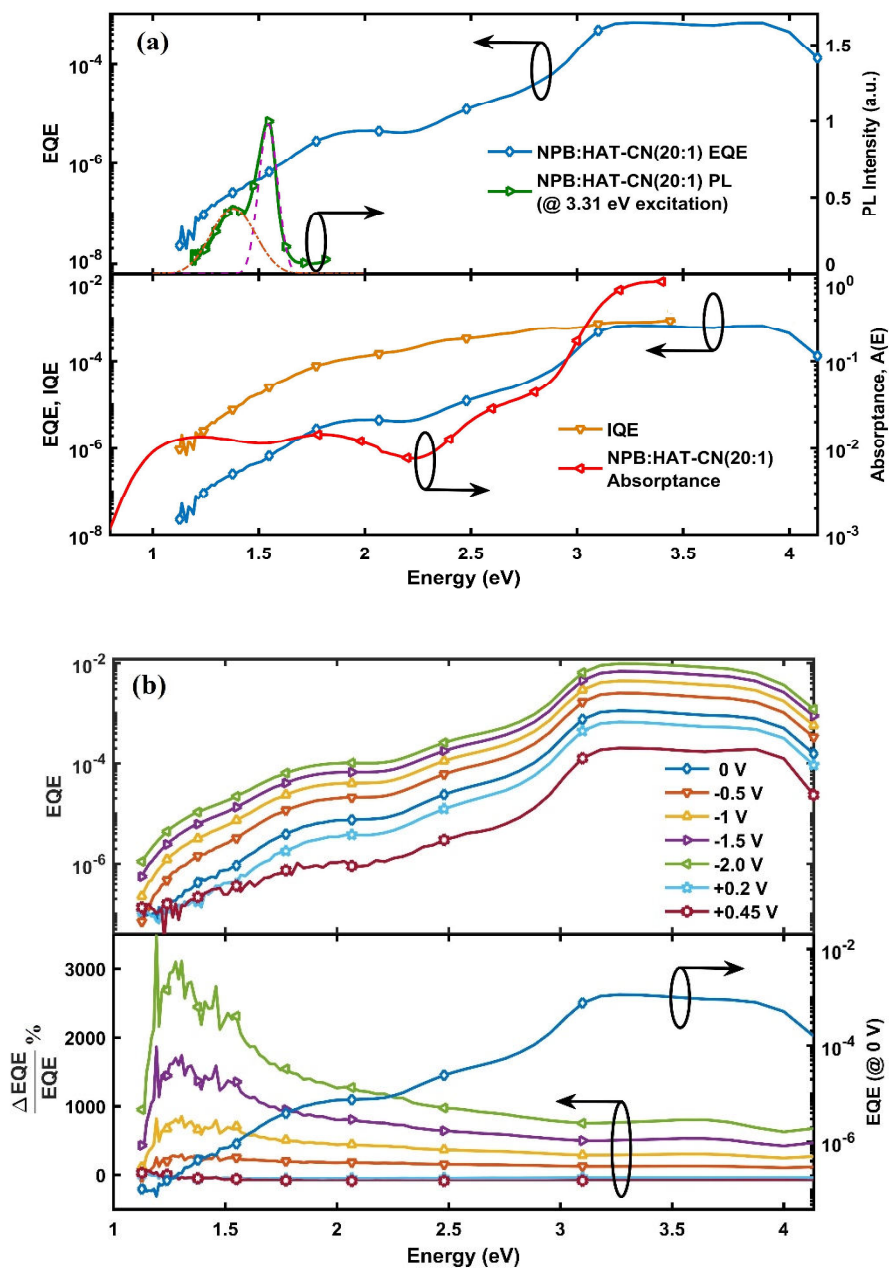 (a)
10^-4
10^-6
10^-8
EQE
1.5
1
0.5
0
PL Intensity (a.u.)
NPB:HAT-CN(20:1) EQE
NPB:HAT-CN(20:1) PL
(@ 3.31 eV excitation)
10^-2
10^-4
10^-6
10^-8
EQE, IQE
10^0
10^-1
10^-2
10^-3
Absorptance, A(E)
IQE
NPB:HAT-CN(20:1)
Absorptance
1 1.5 2 2.5 3 3.5 4
Energy (eV)
(b)
10^-2
10^-4
10^-6
EQE
0 V
-0.5 V
-1 V
-1.5 V
-2.0 V
+0.2 V
+0.45 V
3000
2500
2000
1000
500
0
Δ EQE
EQE
%
10^-2
10^-4
10^-6
EQE (@ 0 V)
1 1.5 2 2.5 3 3.5 4
Energy (eV)